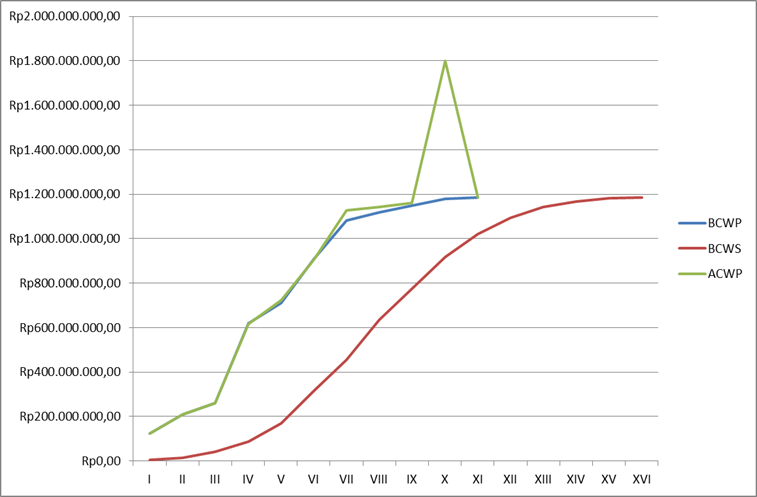 Rp2.000.000.000,00
Rp1.800.000.000,00
Rp1.600.000.000,00
Rp1.400.000.000,00
Rp1.200.000.000,00
Rp1.000.000.000,00
Rp800.000.000,00
Rp600.000.000,00
Rp400.000.000,00
Rp200.000.000,00
Rp0,00
I II III IV V VI VII VIII IX X XI XII XIII XIV XV XVI
BCWP
BCWS
ACWP